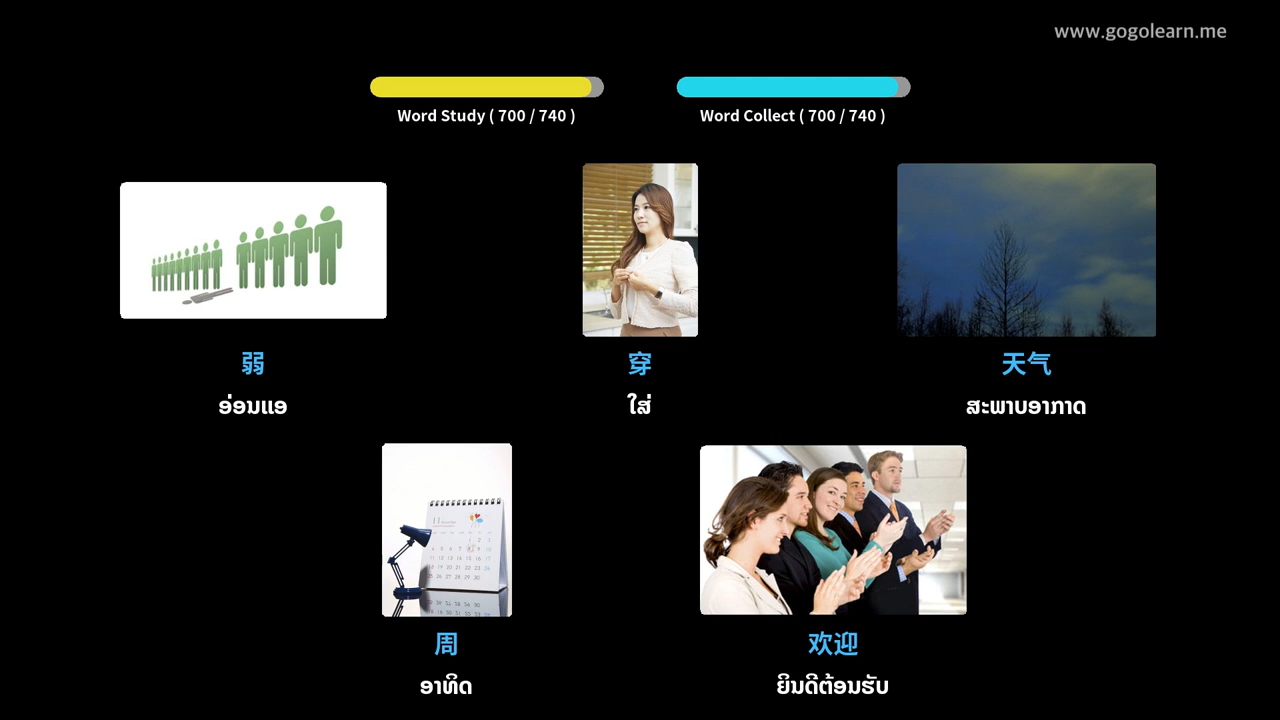 www.gogolearn.me
Word Study ( 700 / 740 )
Word Collect ( 700 / 740 )
弱
穿
天气
ອ່ອນແອ
ໃສ່
ສະພາບອາກາດ
周
欢迎
ອາທິດ
ຍິນດີຕ້ອນຮັບ